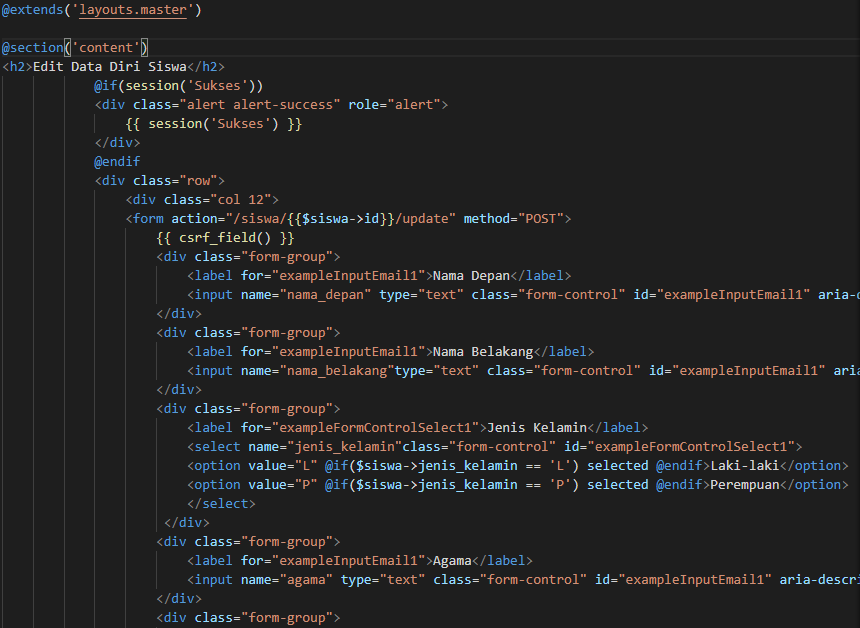 @extends('layouts.master')
@section('content')
<h2>Edit Data Diri Siswa</h2>
@if(session('Sukses'))
<div class="alert alert-success" role="alert">
{{ session('Sukses') }}
</div>
@endif
<div class="row">
<div class="col 12">
<form action="/siswa/{{$siswa->id}}/update" method="POST">
{{ csrf_field() }}
<div class="form-group">
<label for="exampleInputEmail1">Nama Depan</label>
<input name="nama_depan" type="text" class="form-control" id="exampleInputEmail1" aria-
</div>
<div class="form-group">
<label for="exampleInputEmail1">Nama Belakang</label>
<input name="nama_belakang"type="text" class="form-control" id="exampleInputEmail1" aria
</div>
<div class="form-group">
<label for="exampleFormControlSelect1">Jenis Kelamin</label>
<select name="jenis_kelamin"class="form-control" id="exampleFormControlSelect1">
<option value="L" @if($siswa->jenis_kelamin == 'L') selected @endif>Laki-laki</option>
<option value="P" @if($siswa->jenis_kelamin == 'P') selected @endif>Perempuan</option>
</select>
</div>
<div class="form-group">
<label for="exampleInputEmail1">Agama</label>
<input name="agama" type="text" class="form-control" id="exampleInputEmail1" aria-descri
</div>
<div class="form-group">